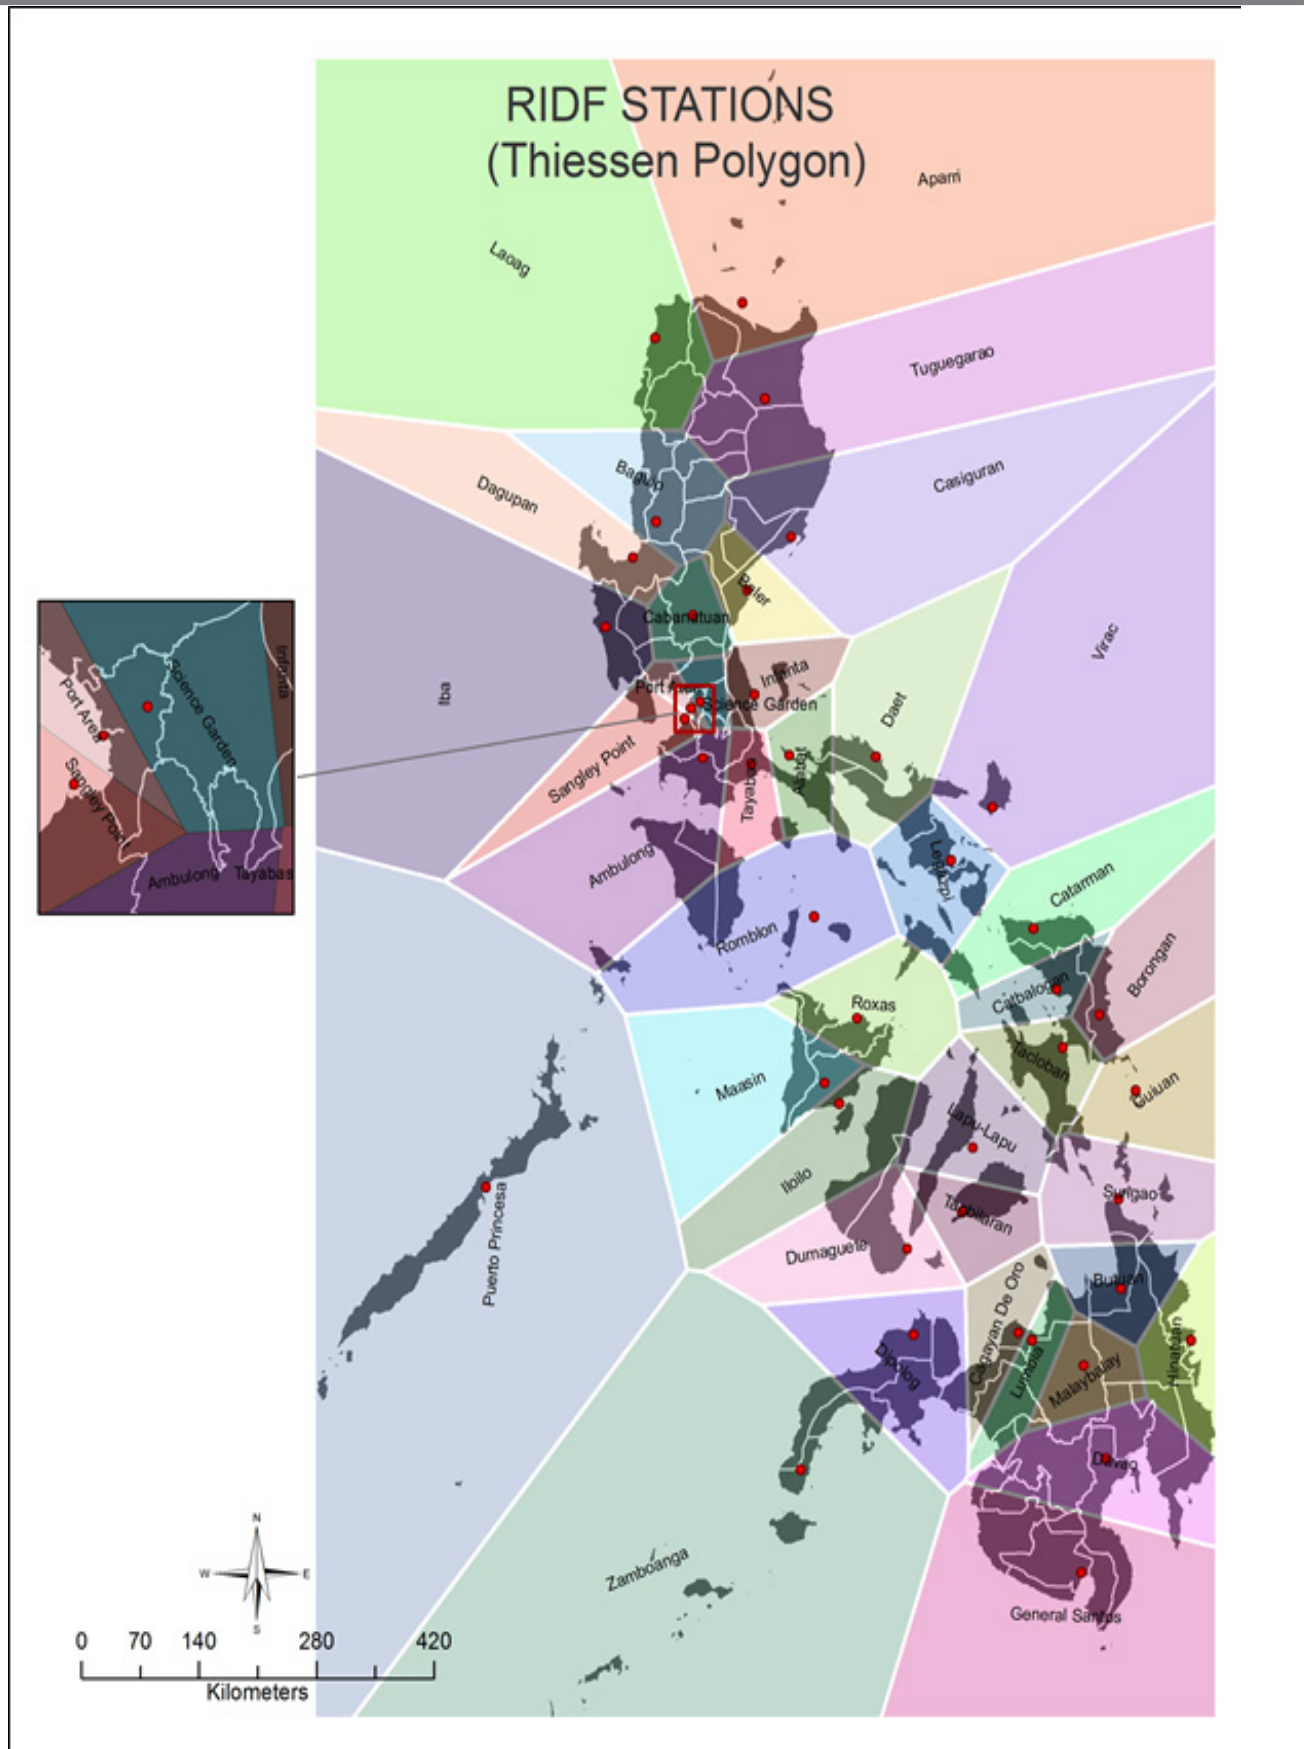 RIDF STATIONS
(Thiessen Polygon)
Aparri
Laoag
Tuguegarao
Baguio
Casiguran
Dagupan
Baler
Cabanatuan
Virac
Infanta
Iba
Port Area
Science Garden
Daet
Sangley Point
Alabat
Tayabas
Ambulong
Legazpi
Catarman
Romblon
Borongan
Catbalogan
Roxas
Tacloban
Maasin
Guiuan
Lapu-Lapu
Iloilo
Surigao
Tagbilaran
Puerto Princesa
Dumaguete
Butuan
Cagayan De Oro
Hinatuan
Dipolog
Lumbia
Malaybalay
Davao
Zamboanga
General Santos
Infanta
Science Garden
Port Area
Sangley Point
Ambulong
Tayabas
N
W
E
S
0 70 140 280 420
Kilometers